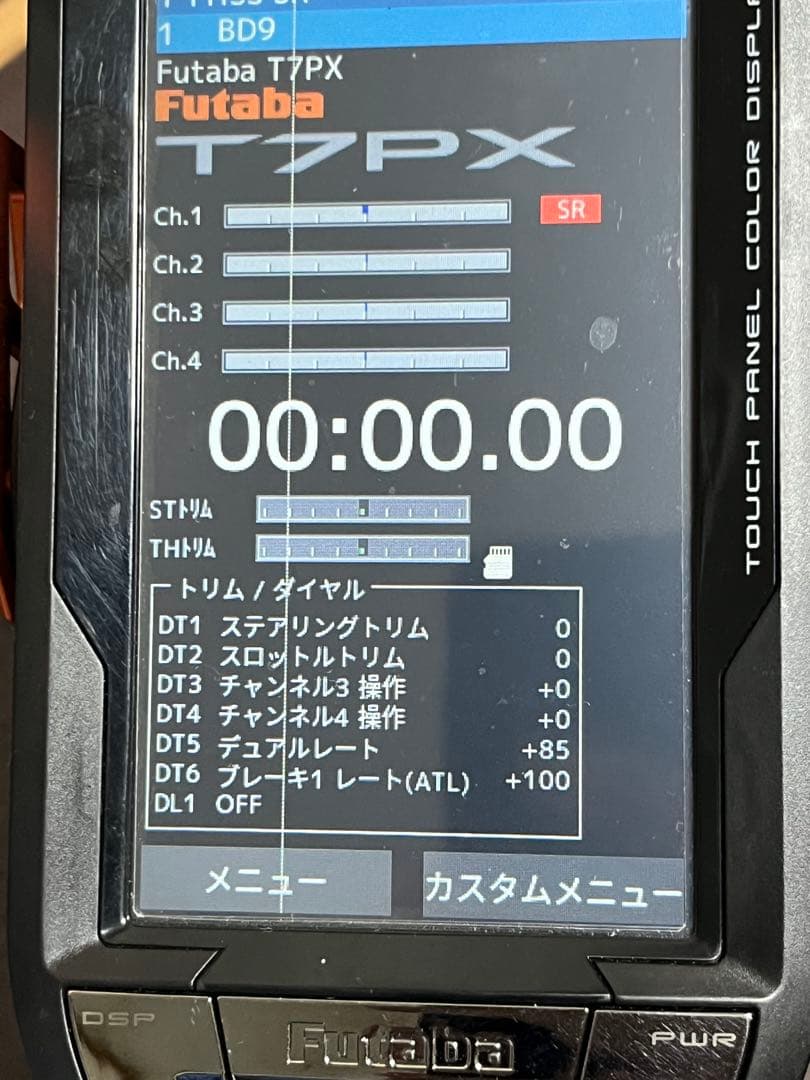 1 BD9
Futaba T7PX
Futaba
T7PX
Ch.1 SR
Ch.2
Ch.3
Ch.4
00:00.00
STトリム
THトリム
トリム / ダイヤル
DT1 ステアリングトリム 0
DT2 スロットルトリム 0
DT3 チャンネル3 操作 +0
DT4 チャンネル4 操作 +0
DT5 デュアルレート +85
DT6 ブレーキ1 レート(ATL) +100
DL1 OFF
メニュー カスタムメニュー
TOUCH PANEL COLOR
DSP Futaba PWR